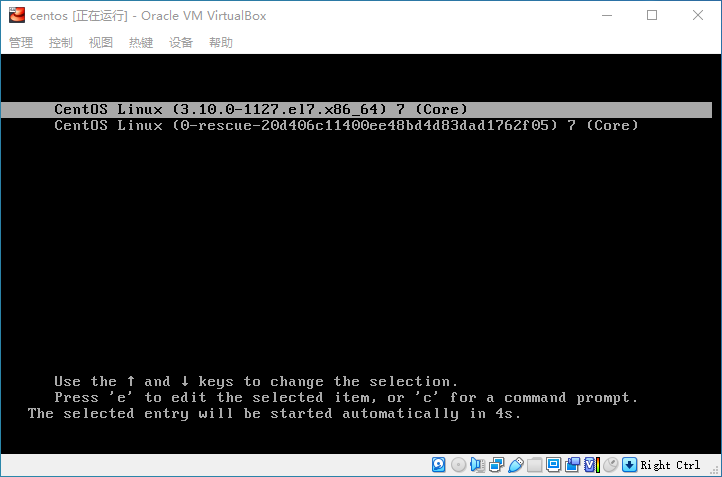 centos [正在运行] - Oracle VM VirtualBox
管理 控制 视图 热键 设备 帮助
CentOS Linux (3.10.0-1127.el7.x86_64) 7 (Core)
CentOS Linux (0-rescue-20d406c11400ee48bd4d83dad1762f05) 7 (Core)
Use the ↑ and ↓ keys to change the selection.
Press 'e' to edit the selected item, or 'c' for a command prompt.
The selected entry will be started automatically in 4s.
Right Ctrl